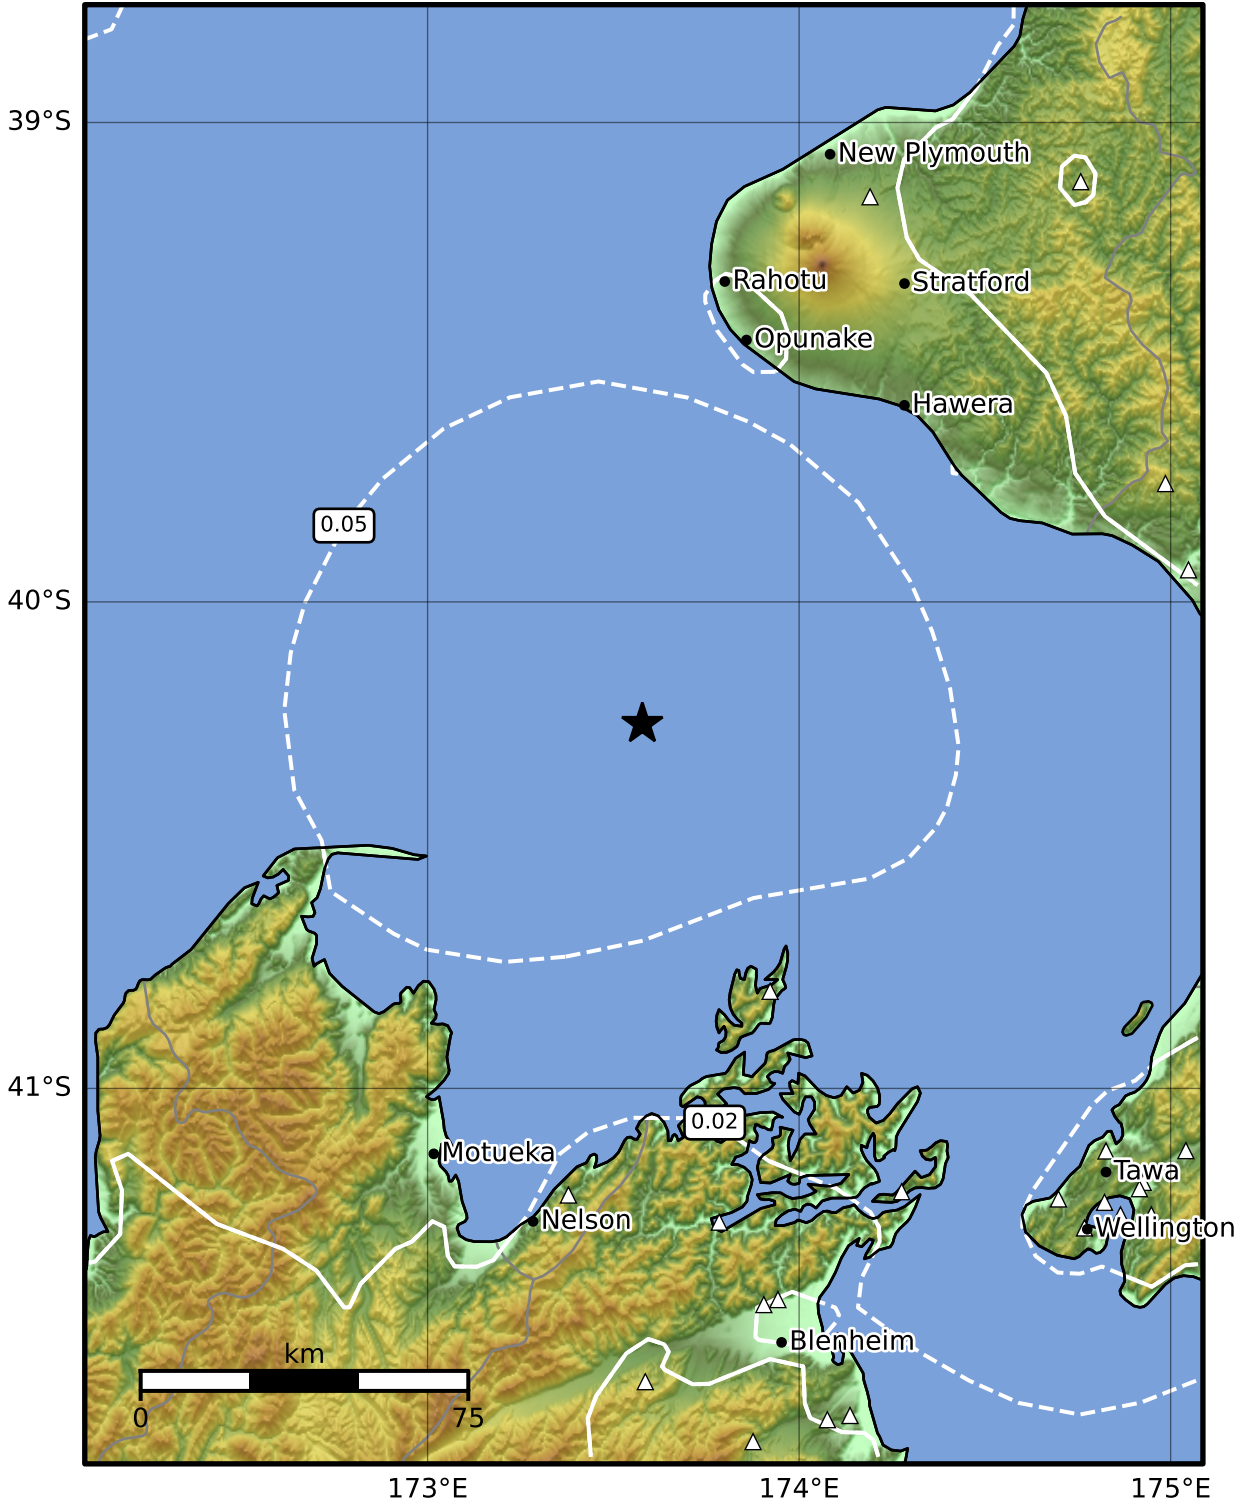 39°S
New Plymouth
Rahotu
Stratford
Opunake
Hawera
0.05
40°S
41°S
0.02
Motueka
Tawa
Nelson
Wellington
Blenheim
km
0
75
173°E
174°E
175°E